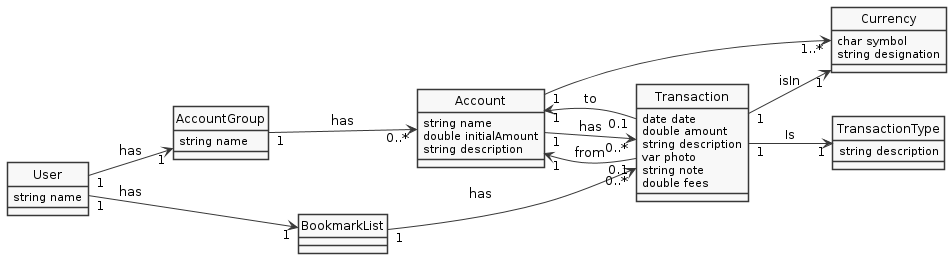 Currency
char symbol
string designation
1..*
1
isIn
Account
string name
double initialAmount
string description
1
to
0.1
1
1
has
0..*
from
1
0.1
0..*
Transaction
date date
double amount
string description
var photo
string note
double fees
1
1
Is
1
TransactionType
string description
AccountGroup
string name
1
has
0..*
User
string name
has
1
1
has
1
1
BookmarkList
1
has